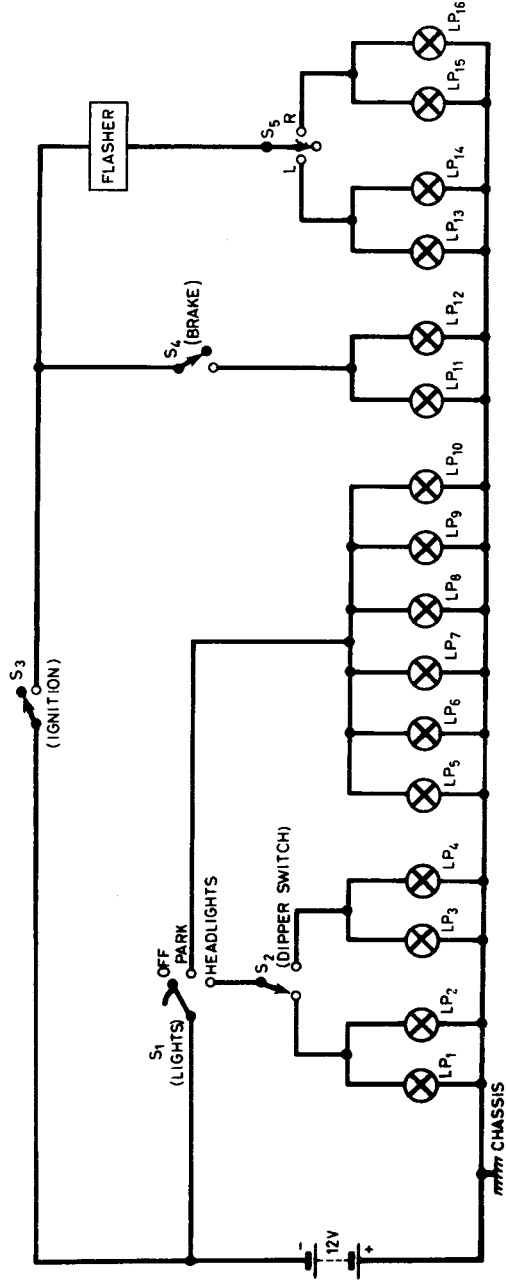 S3
(IGNITION)
FLASHER
S4
(BRAKE)
S5
L
R
S1
(LIGHTS)
OFF
PARK
HEADLIGHTS
S2
(DIPPER SWITCH)
LP1
LP2
LP3
LP4
LP5
LP6
LP7
LP8
LP9
LP10
LP11
LP12
LP13
LP14
LP15
LP16
-
12V
+
CHASSIS